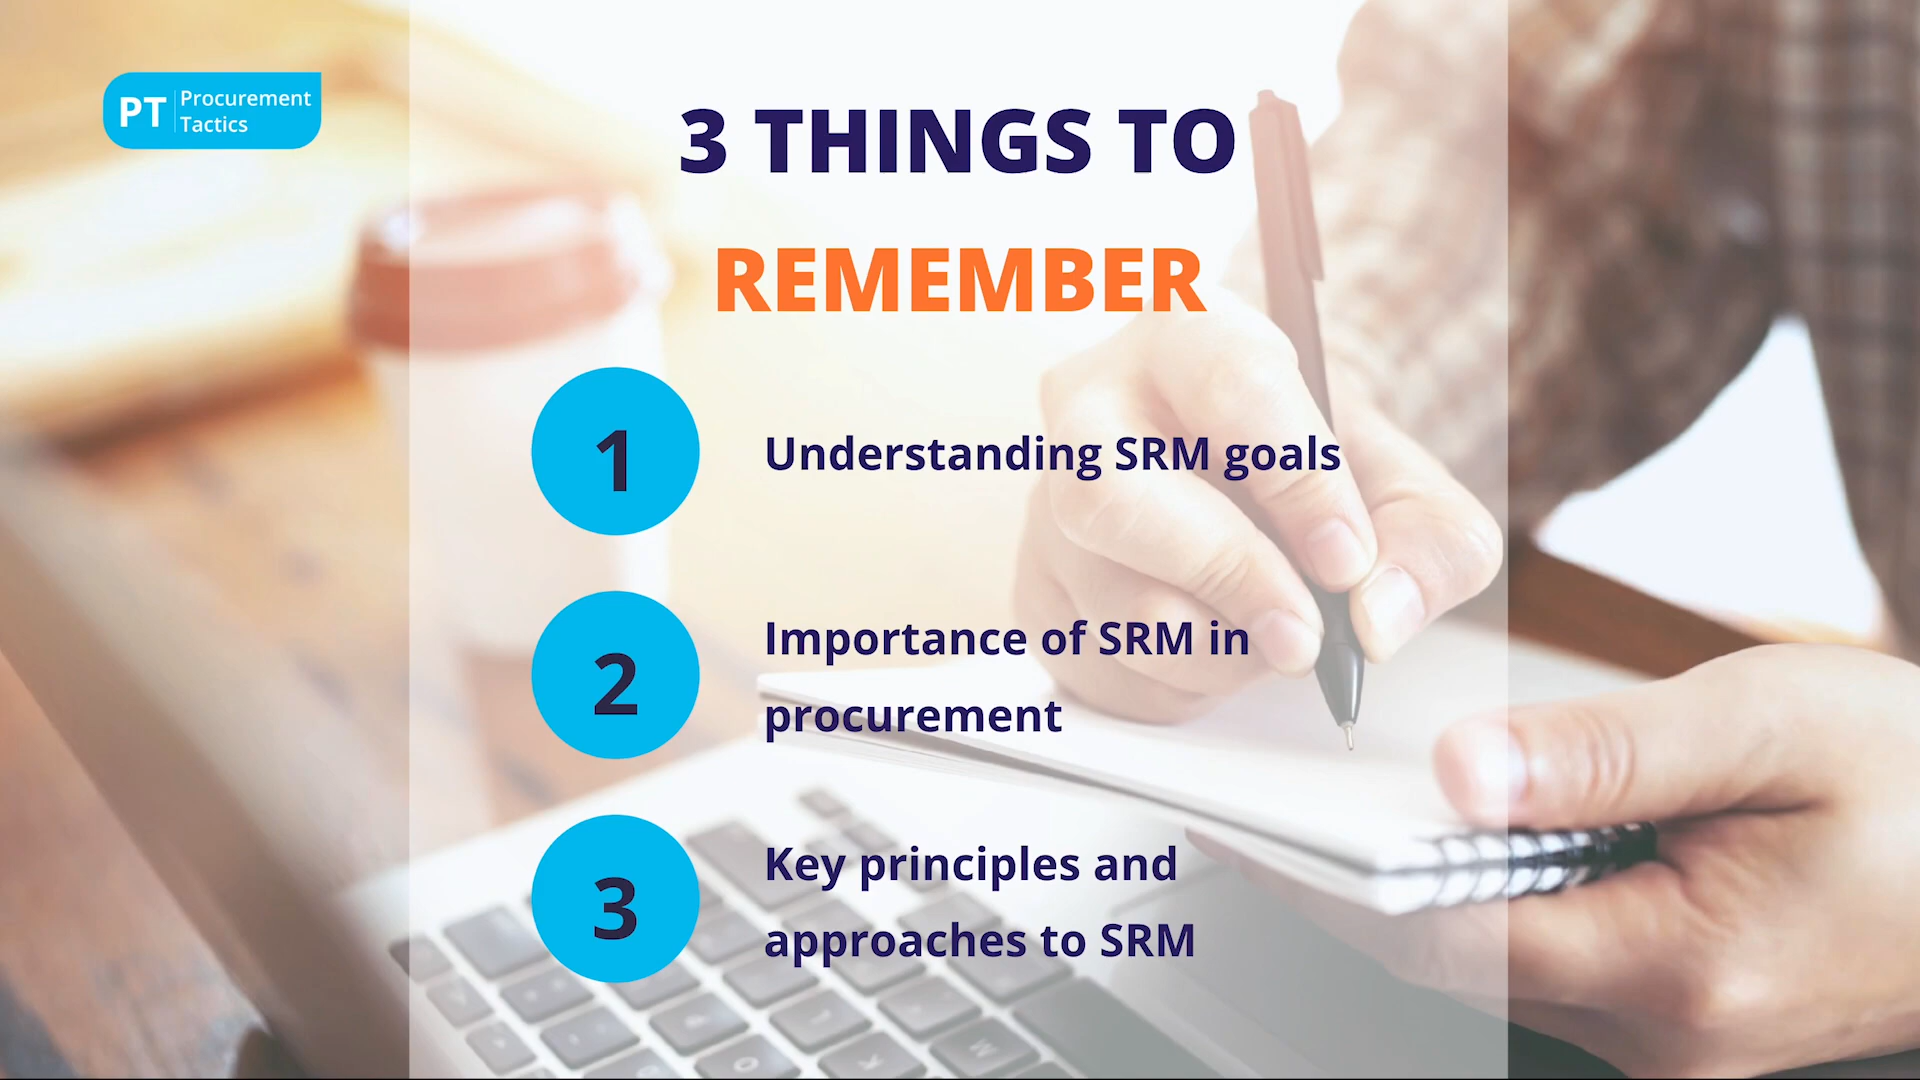 PT
Procurement
Tactics
3 THINGS TO
REMEMBER
1
Understanding SRM goals
2
Importance of SRM in
procurement
3
Key principles and
approaches to SRM